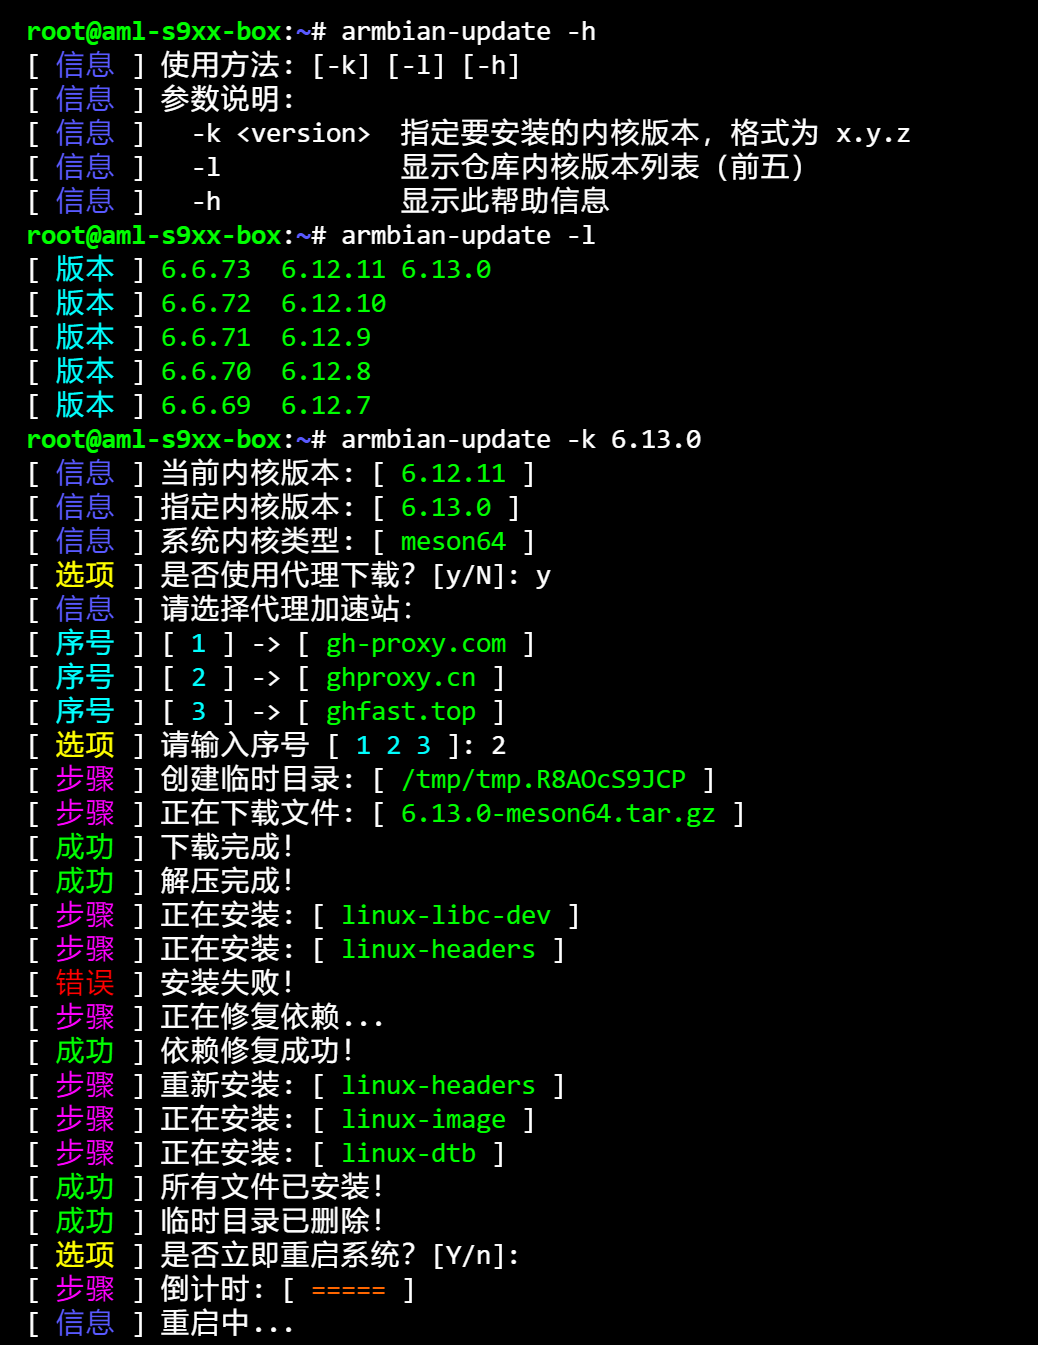 root@aml-s9xx-box:~# armbian-update -h
[ 信息 ] 使用方法: [-k] [-l] [-h]
[ 信息 ] 参数说明:
[ 信息 ]   -k <version>  指定要安装的内核版本, 格式为 x.y.z
[ 信息 ]   -l            显示仓库内核版本列表 (前五)
[ 信息 ]   -h            显示此帮助信息
root@aml-s9xx-box:~# armbian-update -l
[ 版本 ] 6.6.73  6.12.11 6.13.0
[ 版本 ] 6.6.72  6.12.10
[ 版本 ] 6.6.71  6.12.9
[ 版本 ] 6.6.70  6.12.8
[ 版本 ] 6.6.69  6.12.7
root@aml-s9xx-box:~# armbian-update -k 6.13.0
[ 信息 ] 当前内核版本: [ 6.12.11 ]
[ 信息 ] 指定内核版本: [ 6.13.0 ]
[ 信息 ] 系统内核类型: [ meson64 ]
[ 选项 ] 是否使用代理下载? [y/N]: y
[ 信息 ] 请选择代理加速站:
[ 序号 ] [ 1 ] -> [ gh-proxy.com ]
[ 序号 ] [ 2 ] -> [ ghproxy.cn ]
[ 序号 ] [ 3 ] -> [ ghfast.top ]
[ 选项 ] 请输入序号 [ 1 2 3 ]: 2
[ 步骤 ] 创建临时目录: [ /tmp/tmp.R8AOcS9JCP ]
[ 步骤 ] 正在下载文件: [ 6.13.0-meson64.tar.gz ]
[ 成功 ] 下载完成!
[ 成功 ] 解压完成!
[ 步骤 ] 正在安装: [ linux-libc-dev ]
[ 步骤 ] 正在安装: [ linux-headers ]
[ 错误 ] 安装失败!
[ 步骤 ] 正在修复依赖...
[ 成功 ] 依赖修复成功!
[ 步骤 ] 重新安装: [ linux-headers ]
[ 步骤 ] 正在安装: [ linux-image ]
[ 步骤 ] 正在安装: [ linux-dtb ]
[ 成功 ] 所有文件已安装!
[ 成功 ] 临时目录已删除!
[ 选项 ] 是否立即重启系统? [Y/n]:
[ 步骤 ] 倒计时: [ ===== ]
[ 信息 ] 重启中...